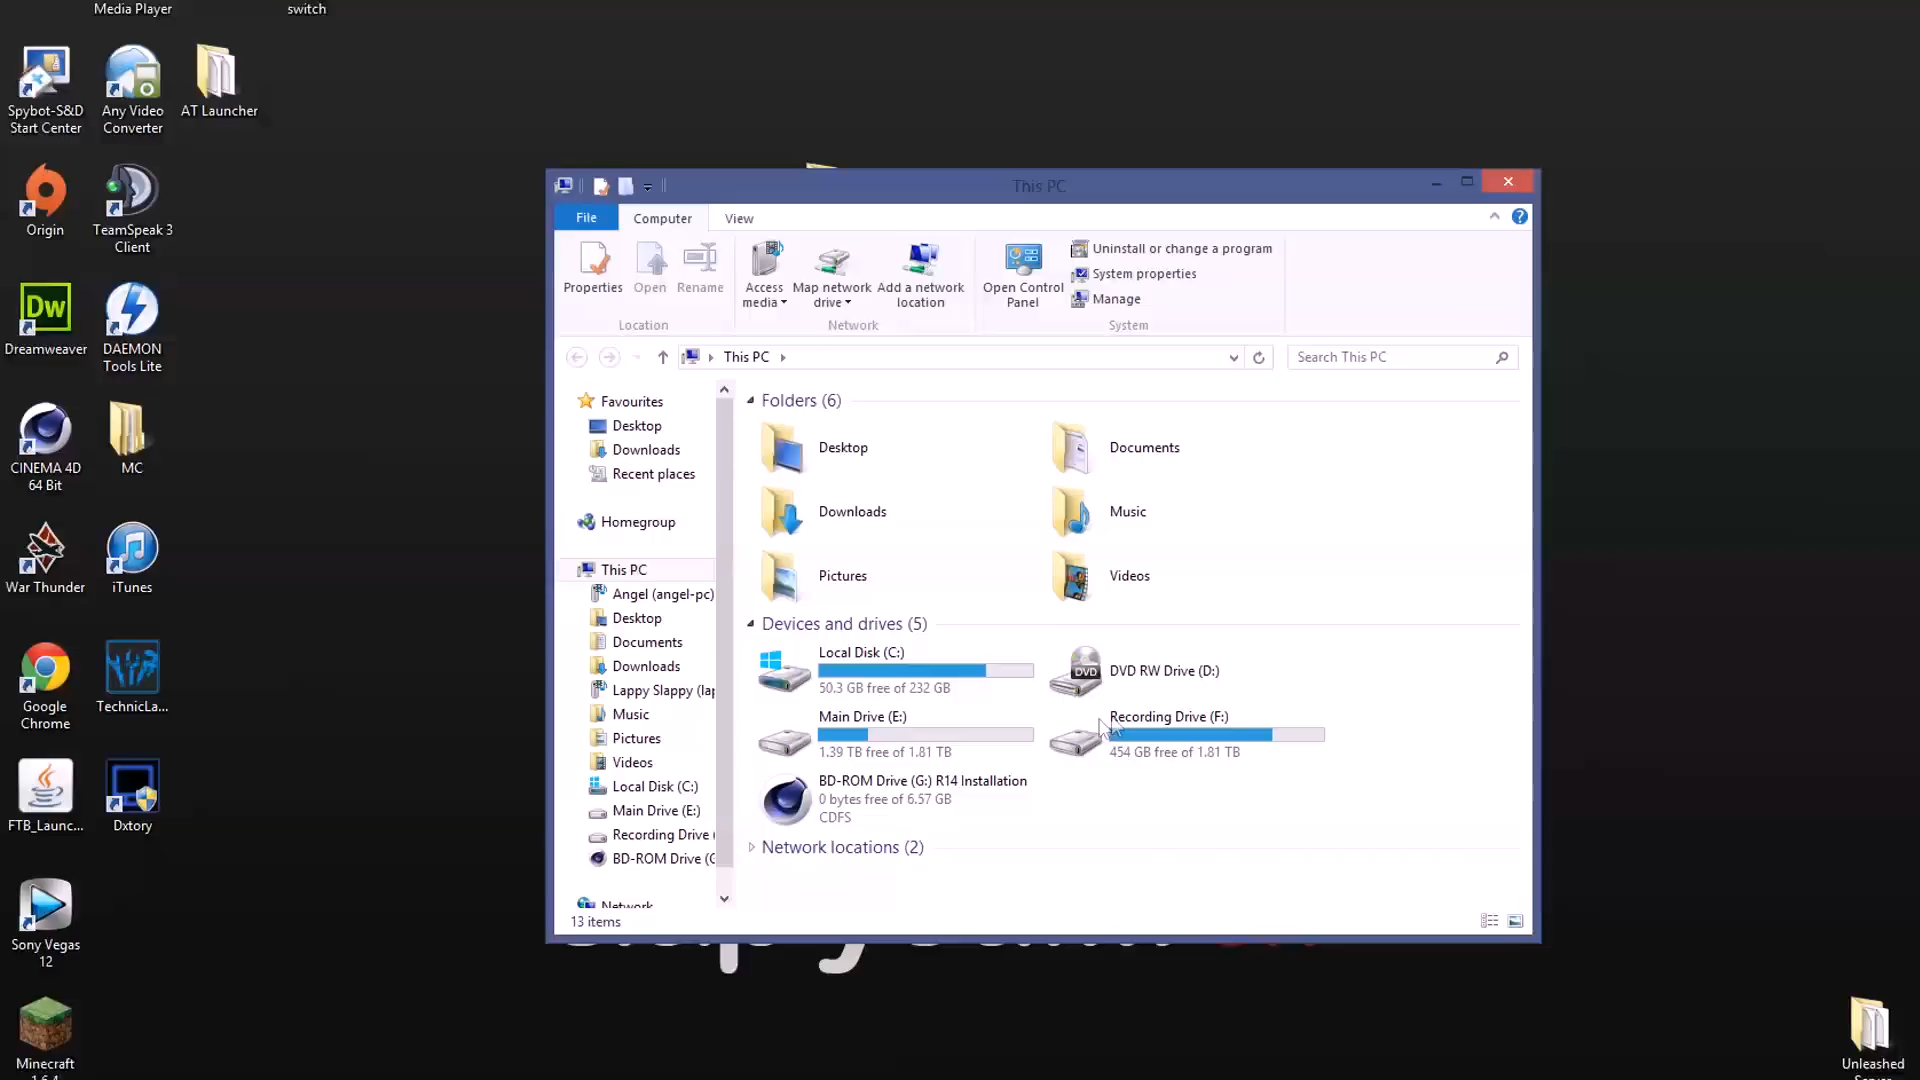 Media Player
switch
Spybot-S&D
Start Center
Any Video
Converter
AT Launcher
Origin
TeamSpeak 3
Client
Dw
Dreamweaver
DAEMON
Tools Lite
CINEMA 4D
64 Bit
MC
War Thunder
iTunes
Google
Chrome
TechnicLa...
FTB_Launc...
Dxtory
Sony Vegas
12
Minecraft
1.6.4
Unleashed
Server
This PC
File
Computer
View
Properties
Open
Rename
Location
Access
media
Map network
drive
Add a network
location
Network
Open Control
Panel
Uninstall or change a program
System properties
Manage
System
This PC
Search This PC
Favourites
Desktop
Downloads
Recent places
Homegroup
This PC
Angel (angel-pc)
Desktop
Documents
Downloads
Lappy Slappy (lap
Music
Pictures
Videos
Local Disk (C:)
Main Drive (E:)
Recording Drive (
BD-ROM Drive (G
Network
Folders (6)
Desktop
Documents
Downloads
Music
Pictures
Videos
Devices and drives (5)
Local Disk (C:)
50.3 GB free of 232 GB
DVD
DVD RW Drive (D:)
Main Drive (E:)
1.39 TB free of 1.81 TB
Recording Drive (F:)
454 GB free of 1.81 TB
BD-ROM Drive (G:) R14 Installation
0 bytes free of 6.57 GB
CDFS
Network locations (2)
13 items